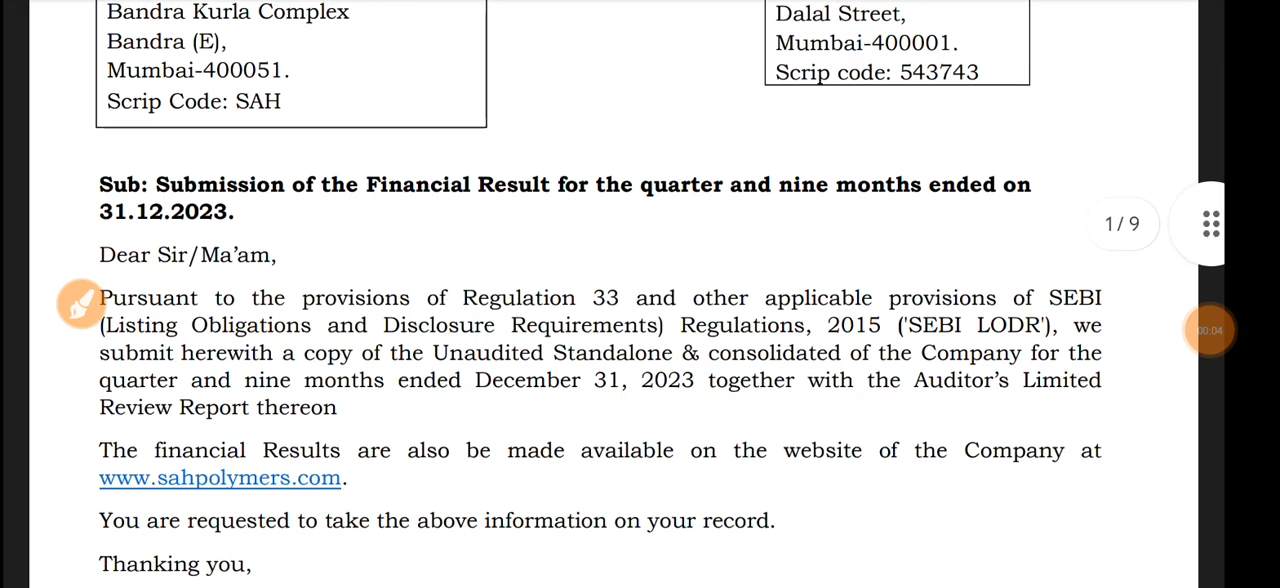 Bandra Kurla Complex
Bandra (E),
Mumbai-400051.
Scrip Code: SAH
Dalal Street,
Mumbai-400001.
Scrip code: 543743
Sub: Submission of the Financial Result for the quarter and nine months ended on
31.12.2023.
1/9
Dear Sir/Ma’am,
Pursuant to the provisions of Regulation 33 and other applicable provisions of SEBI
(Listing Obligations and Disclosure Requirements) Regulations, 2015 ('SEBI LODR'), we
00:04
submit herewith a copy of the Unaudited Standalone & consolidated of the Company for the
quarter and nine months ended December 31, 2023 together with the Auditor’s Limited
Review Report thereon
The financial Results are also be made available on the website of the Company at
www.sahpolymers.com.
You are requested to take the above information on your record.
Thanking you,